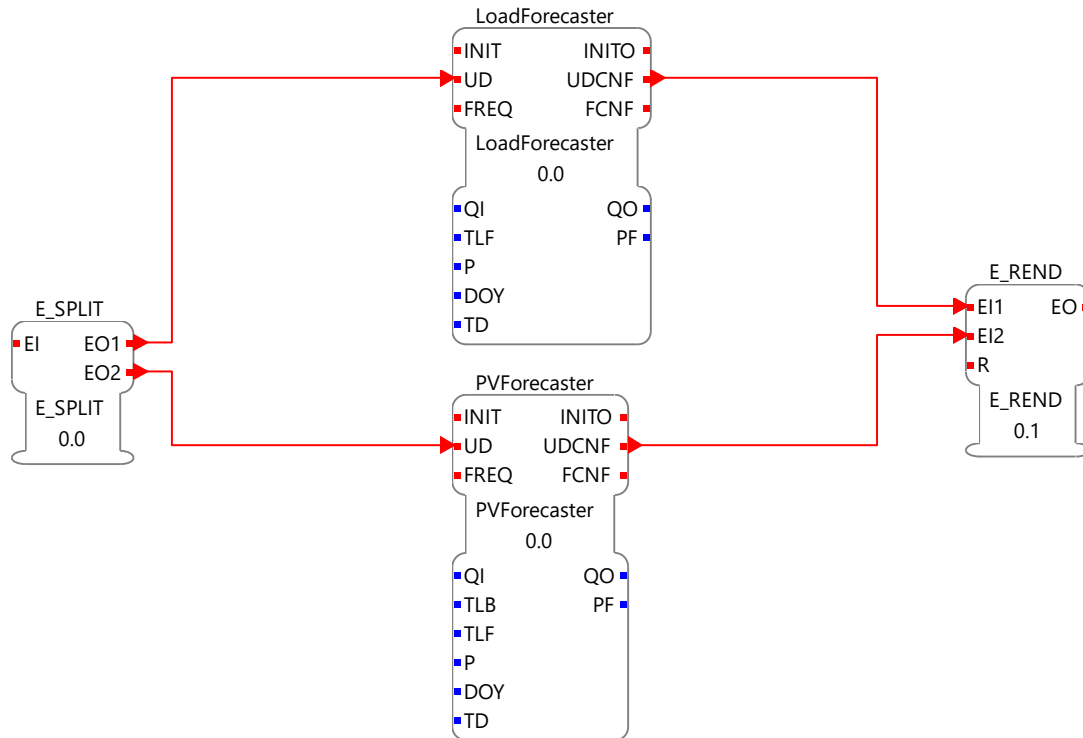 LoadForecaster
INIT INITO
UD UDCNF
FREQ FCNF
LoadForecaster
0.0
QI QO
TLF PF
P
DOY
TD
E_SPLIT
EI EO1
EO2
E_SPLIT
0.0
PVForecaster
INIT INITO
UD UDCNF
FREQ FCNF
PVForecaster
0.0
QI QO
TLB PF
TLF
P
DOY
TD
E_REND
EI1 EO
EI2
R
E_REND
0.1